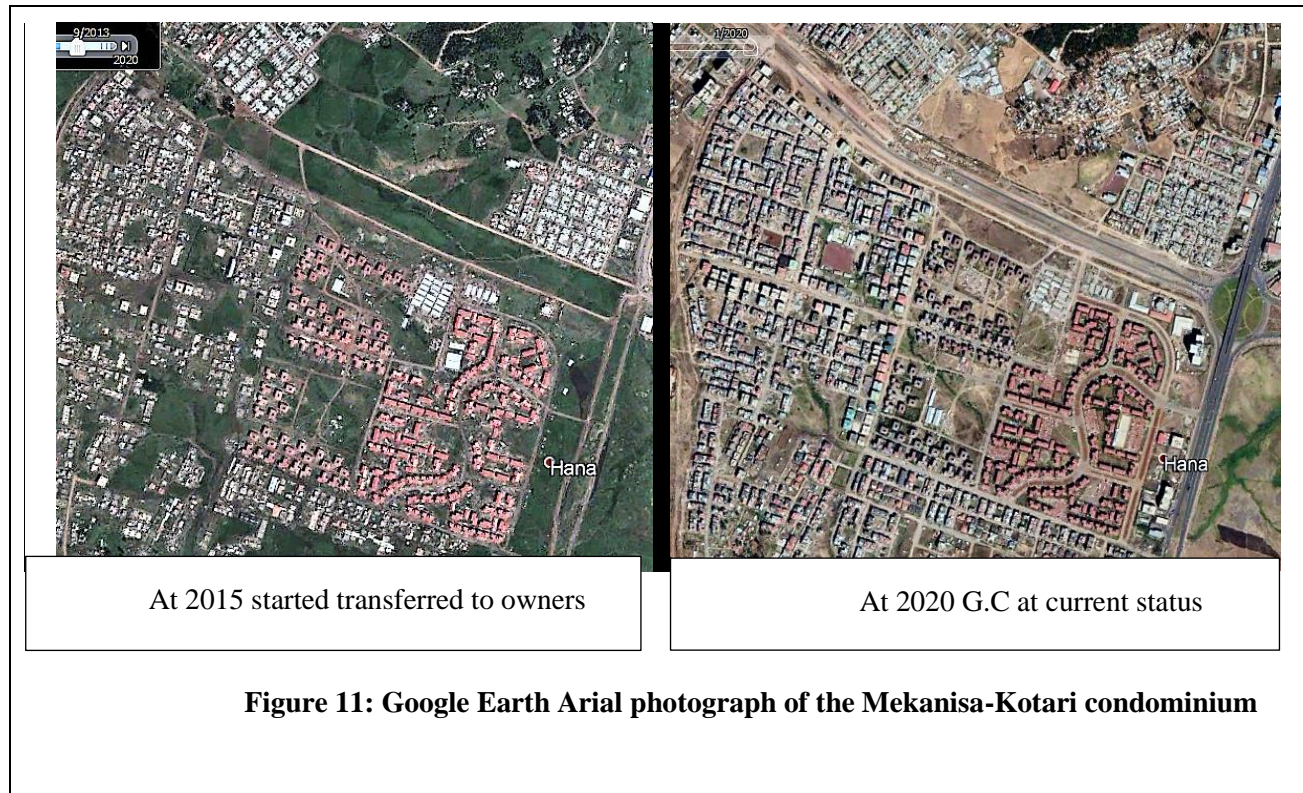 9/2013
2020
Hana
1/2020
Hana
At 2015 started transferred to owners
At 2020 G.C at current status
Figure 11: Google Earth Arial photograph of the Mekanisa-Kotari condominium